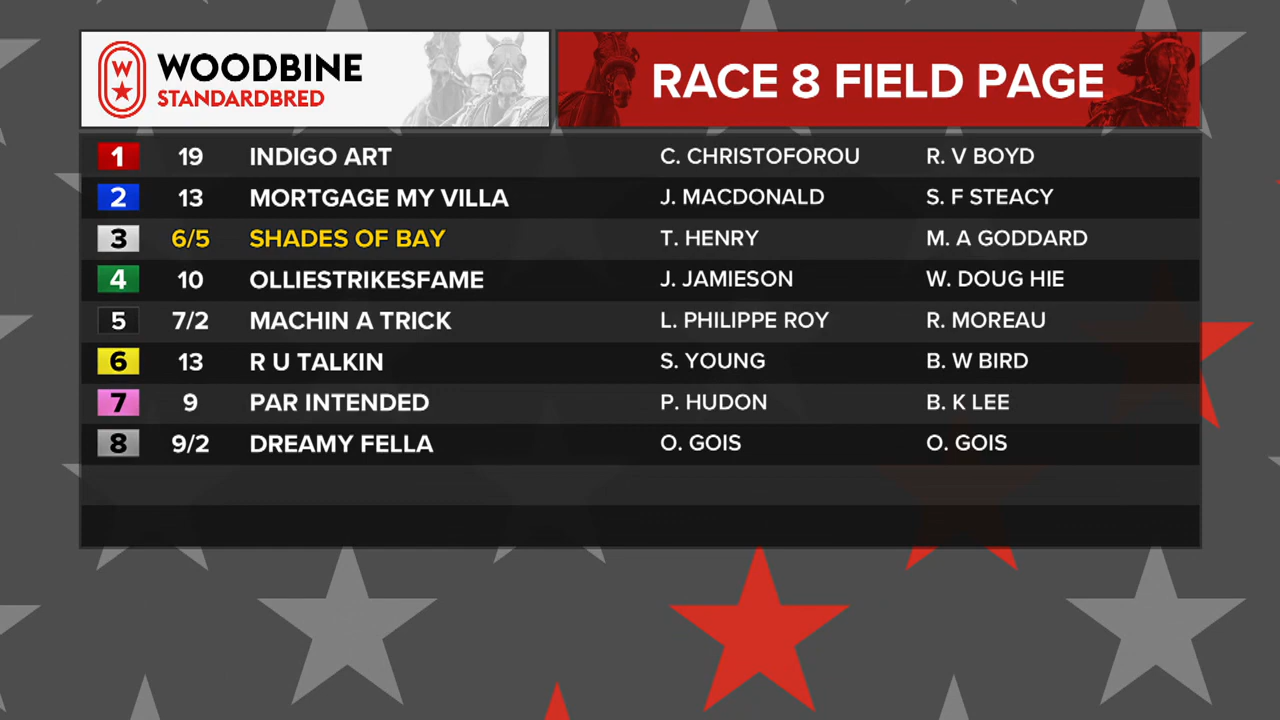 W
WOODBINE
STANDARDBRED
RACE 8 FIELD PAGE
1 19 INDIGO ART C. CHRISTOFOROU R. V BOYD
2 13 MORTGAGE MY VILLA J. MACDONALD S. F STEACY
3 6/5 SHADES OF BAY T. HENRY M. A GODDARD
4 10 OLLIESTRIKESFAME J. JAMIESON W. DOUG HIE
5 7/2 MACHIN A TRICK L. PHILIPPE ROY R. MOREAU
6 13 R U TALKIN S. YOUNG B. W BIRD
7 9 PAR INTENDED P. HUDON B. K LEE
8 9/2 DREAMY FELLA O. GOIS O. GOIS